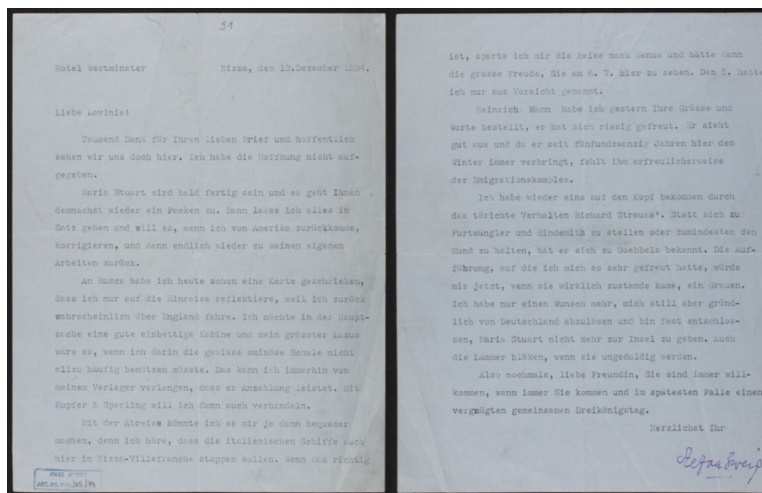 91
Hotel Westminster Nizza, den 13.Dezember 1934.
Liebe Lavinia!
Tausend Dank für Ihren lieben Brief und hoffentlich
sehen wir uns doch hier. Ich habe die Hoffnung nicht auf-
gegeben.
Maria Stuart wird bald fertig sein und es geht Ihnen
demnächst wieder ein Packen zu. Dann lasse ich alles in
Satz gehen und will es, wenn ich von Amerika zurückkomme,
korrigieren, und dann endlich wieder zu meinen eigenen
Arbeiten zurück.
An Busch habe ich heute schon eine Karte geschrieben,
dass ich nur auf die Hinreise reflektiere, weil ich zurück
wahrscheinlich über England fahre. Ich möchte in der Haupt-
sache eine gute einbettige Kabine und mein grösster Luxus
wäre es, wenn ich darin die gewisse ominöse Schale nicht
allzu häufig benützen müsste. Das kann ich immerhin von
meinem Verleger verlangen, dass er Anzahlung leistet. Mit
Kupfer & Sperling will ich dann auch verhandeln.
Mit der Abreise könnte ich es mir ja dann bequemer
machen, denn ich höre, dass die italienischen Schiffe auch
hier in Nizza-Villefranche stoppen sollen. Wenn das richtig
ist, sparte ich mir die Reise nach Genua und hätte dann
die grosse Freude, Sie am 6. 7. hier zu sehen. Den 5. hatte
ich nur aus Vorsicht genannt.
Heinrich Mann habe ich gestern Ihre Grüsse und
Worte bestellt, er hat sich riesig gefreut. Er sieht
gut aus und da er seit fünfundzwanzig Jahren hier den
Winter immer verbringt, fehlt ihm erfreulicherweise
der Emigrationskomplex.
Ich habe wieder eins auf den Kopf bekommen durch
das törichte Verhalten Richard Strauss'. Statt sich zu
Furtwängler und Hindemith zu stellen oder zumindesten den
Mund zu halten, hat er sich zu Goebbels bekannt. Die Auf-
führung, auf die ich mich so sehr gefreut hatte, würde
mir jetzt, wenn sie wirklich zustande käme, ein Greuen.
Ich habe nur einen Wunsch mehr, mich still aber gründ-
lich von Deutschland abzulösen und bin fest entschlos-
sen, Maria Stuart nicht mehr zur Insel zu geben. Auch
die Lämmer bissen, wenn sie ungeduldig werden.
Also nochmals, liebe Freundin, Sie sind immer will-
kommen, wann immer Sie kommen und im spätesten Falle einen
vergnügten gemeinsamen Dreikönigstag.
Herzlichst Ihr
Stefan Zweig